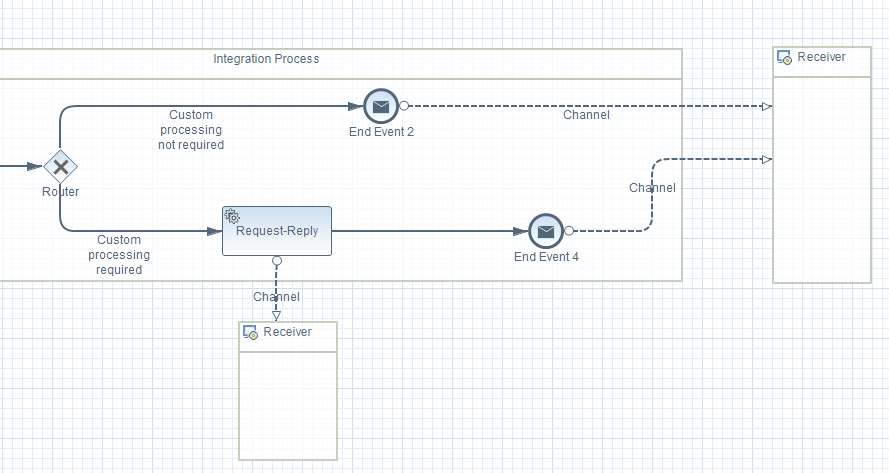 Integration Process
Receiver
Custom
processing
not required
End Event 2
Channel
Router
Channel
Custom
processing
required
Request-Reply
End Event 4
Channel
Receiver